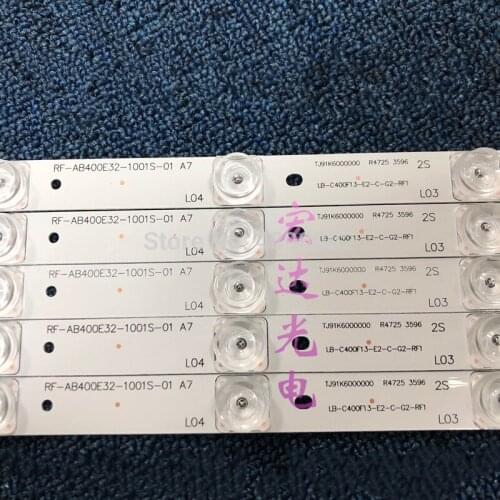 RF-AB400E32-1001S-01 A7
L04
TJ91K6000000 R4725 3596 2S
LB-C400F13-E2-C-G2-RF1
L03
RF-AB400E32-1001S-01 A7
L04
TJ91K6000000 R4725 3596 2S
LB-C400F13-E2-C-G2-RF1
L03
RF-AB400E32-1001S-01 A7
L04
TJ91K6000000 R4725 3596 2S
LB-C400F13-E2-C-G2-RF1
L03
RF-AB400E32-1001S-01 A7
L04
TJ91K6000000 R4725 3596 2S
LB-C400F13-E2-C-G2-RF1
L03
RF-AB400E32-1001S-01 A7
L04
TJ91K6000000 R4725 3596 2S
LB-C400F13-E2-C-G2-RF1
L03
宏达光电